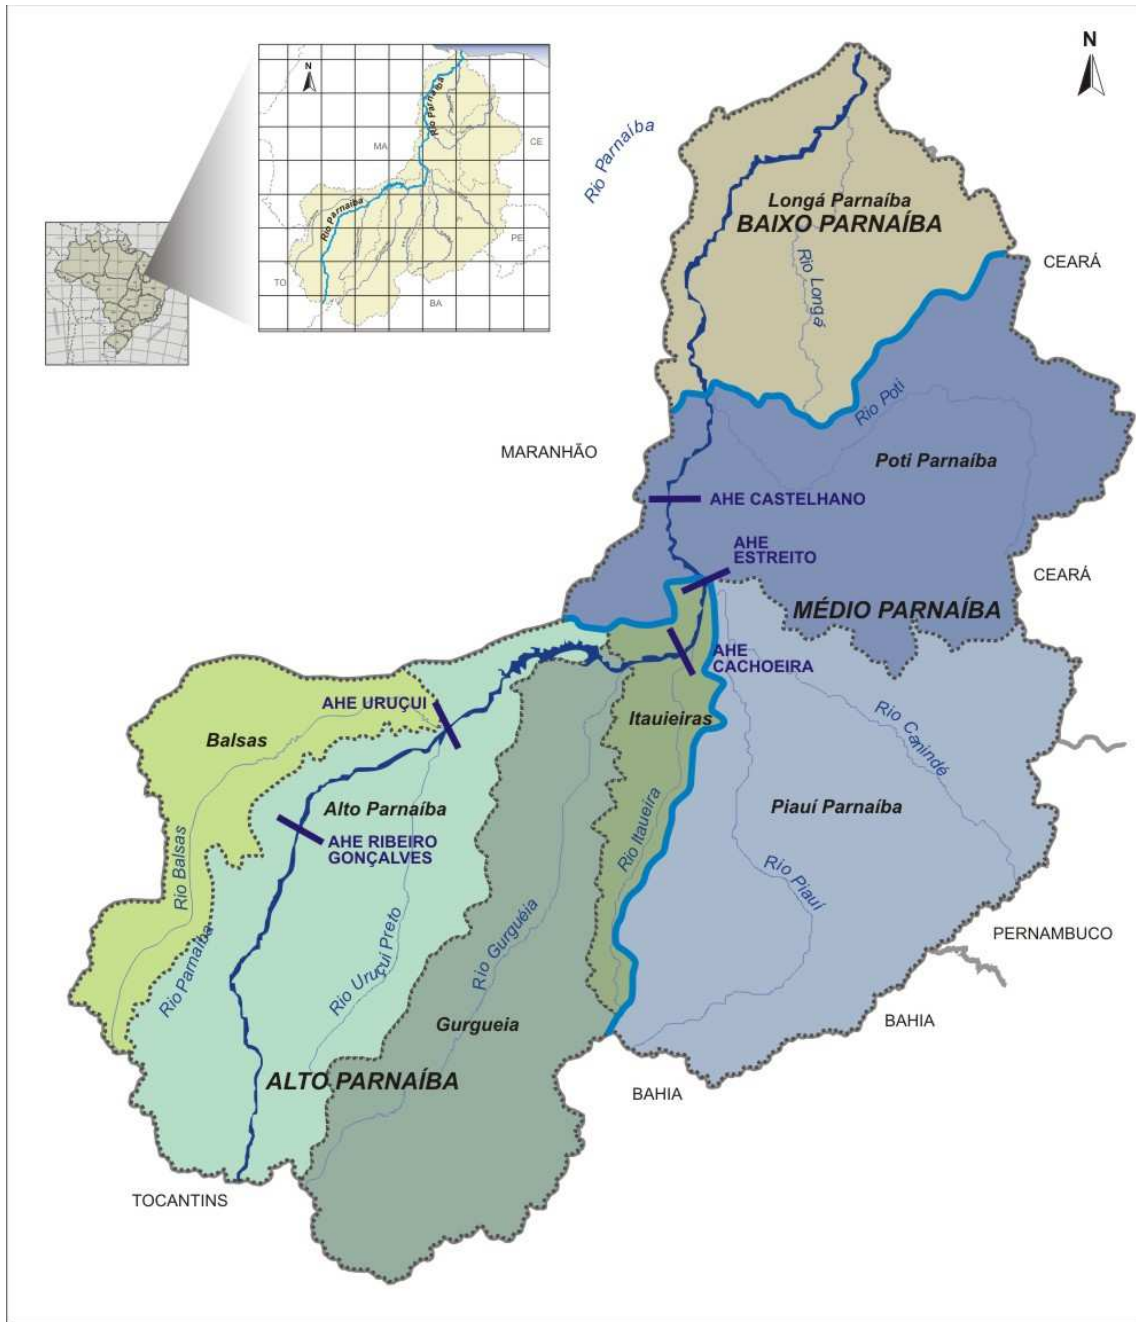 N
N
Rio Parnaíba
MA
CE
Rio Parnaíba
PE
TO
BA
Rio Parnaíba
Longá Parnaíba
BAIXO PARNAÍBA
Rio Longá
CEARÁ
Rio Poti
MARANHÃO
Poti Parnaíba
AHE CASTELHANO
AHE
ESTREITO
CEARÁ
MÉDIO PARNAÍBA
AHE
CACHOEIRA
AHE URUÇUI
Itauieiras
Balsas
Rio Canindé
Alto Parnaíba
Piauí Parnaíba
AHE RIBEIRO
GONÇALVES
Rio Balsas
Rio Itaueira
Rio Piauí
Rio Parnaíba
Rio Uruçuí Preto
Rio Gurguéia
PERNAMBUCO
Gurgueia
BAHIA
ALTO PARNAÍBA
BAHIA
TOCANTINS